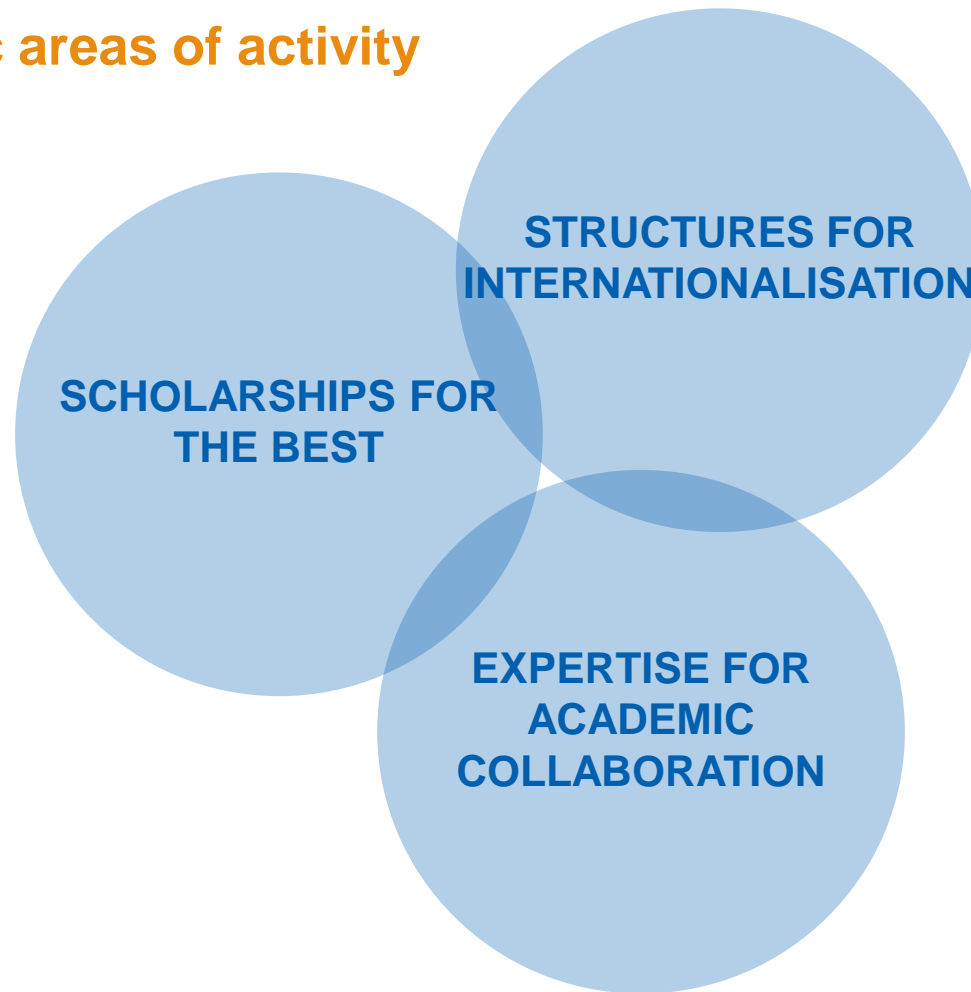 c areas of activity
STRUCTURES FOR
INTERNATIONALISATION
SCHOLARSHIPS FOR
THE BEST
EXPERTISE FOR
ACADEMIC
COLLABORATION